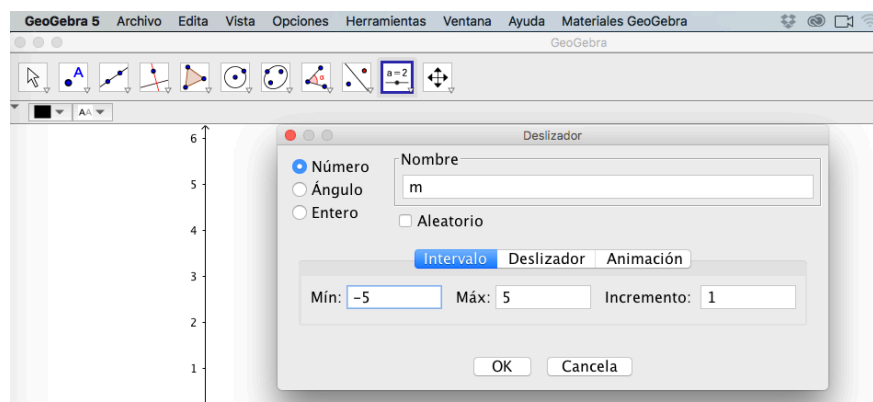 GeoGebra 5 Archivo Edita Vista Opciones Herramientas Ventana Ayuda Materiales GeoGebra
GeoGebra
A
α
a=2
AA
Deslizador
Número
Ángulo
Entero
Nombre
m
Aleatorio
Intervalo Deslizador Animación
Mín: -5 Máx: 5 Incremento: 1
OK Cancela
6
5
4
3
2
1